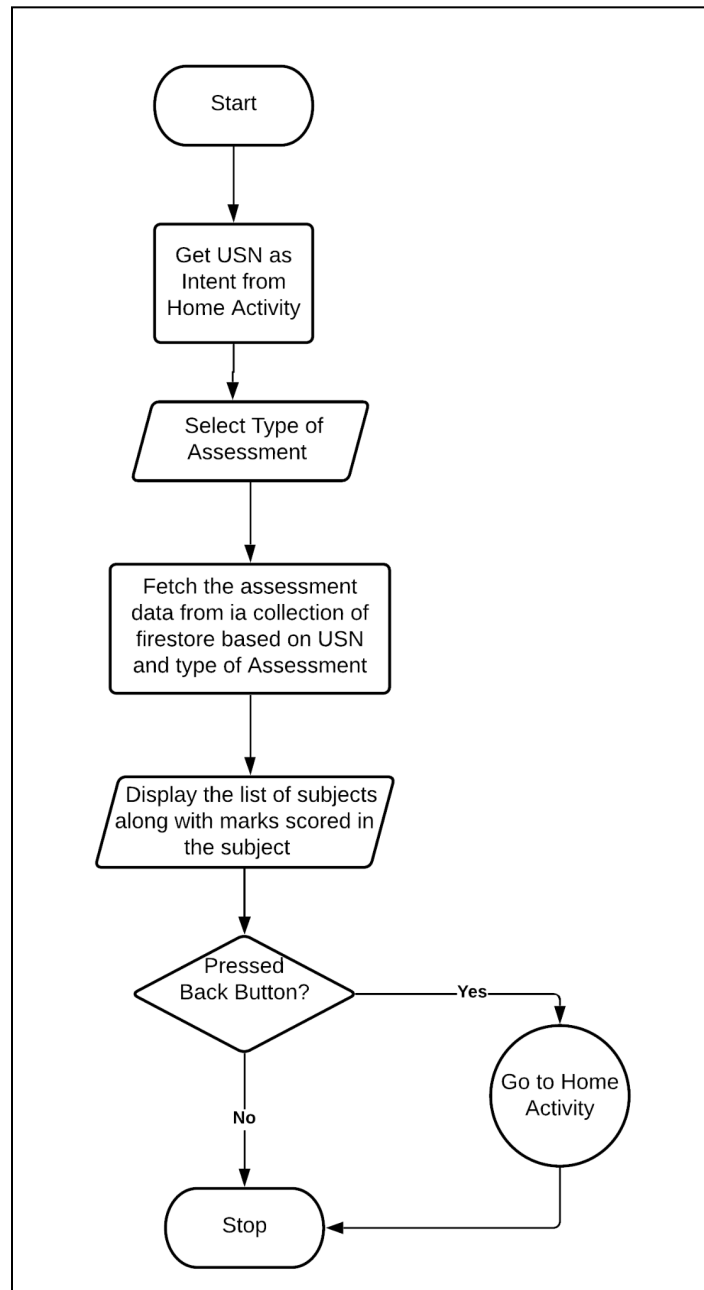 Start
Get USN as
Intent from
Home Activity
Select Type of
Assessment
Fetch the assessment
data from ia collection of
firestore based on USN
and type of Assessment
Display the list of subjects
along with marks scored in
the subject
Pressed
Back Button?
Yes
Go to Home
Activity
No
Stop